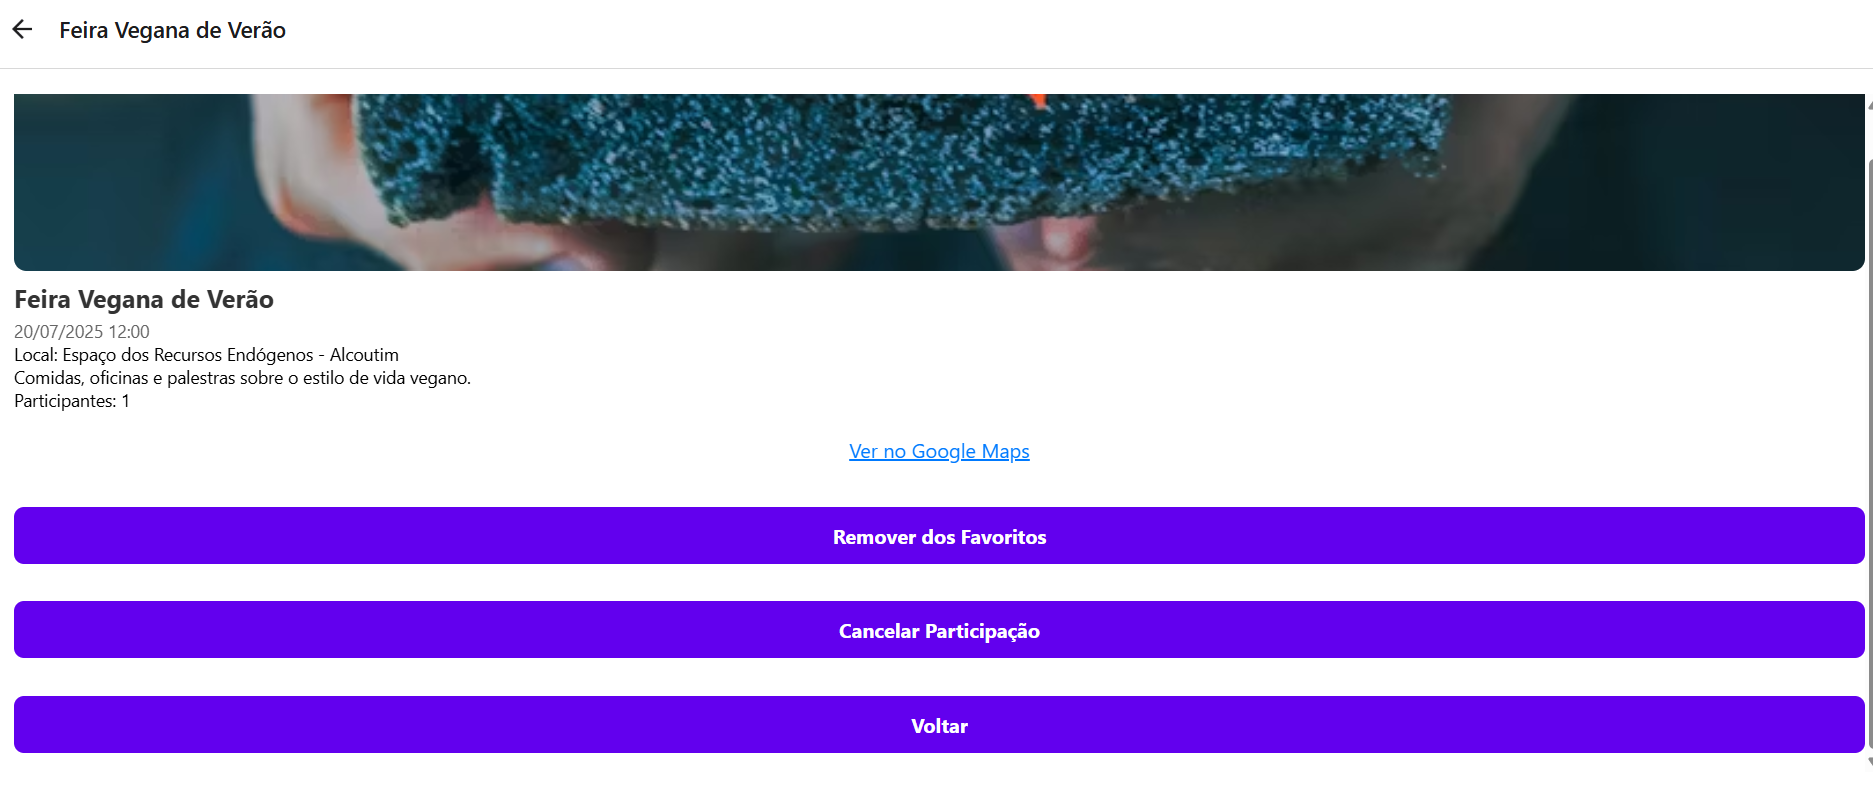 Feira Vegana de Verão
Feira Vegana de Verão
20/07/2025 12:00
Local: Espaço dos Recursos Endógenos - Alcoutim
Comidas, oficinas e palestras sobre o estilo de vida vegano.
Participantes: 1
Ver no Google Maps
Remover dos Favoritos
Cancelar Participação
Voltar